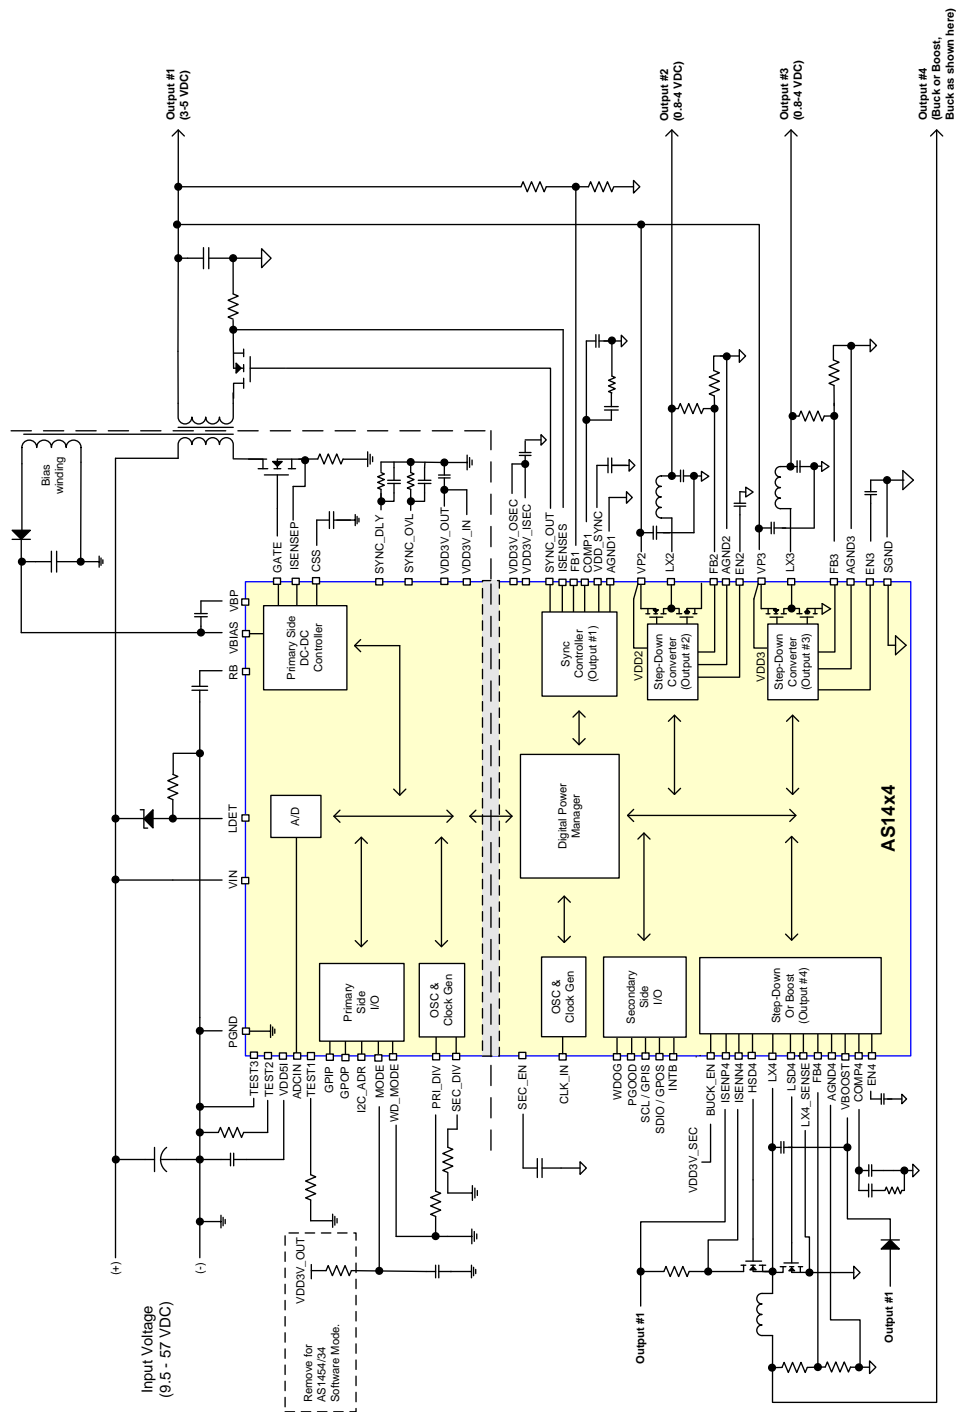 Output #1
(3-5 VDC)
Output #2
(0.8-4 VDC)
Output #3
(0.8-4 VDC)
Output #4
(Buck or Boost,
Buck as shown here)
Bias
winding
GATE
ISENSEP
CSS
SYNC_DLY
SYNC_OVL
VDD3V_OUT
VDD3V_IN
VDD3V_OSEC
VDD3V_ISEC
SYNC_OUT
ISENSES
FB1
COMP1
VDD_SYNC
AGND1
VP2
LX2
FB2
AGND2
EN2
VP3
LX3
FB3
AGND3
EN3
SGND
VBP
VBIAS
RB
LDET
VIN
PGND
Primary Side
DC-DC
Controller
Sync
Controller
(Output #1)
VDD2
Step-Down
Converter
(Output #2)
VDD3
Step-Down
Converter
(Output #3)
A/D
Digital Power
Manager
AS14x4
Primary
Side
I/O
OSC &
Clock Gen
OSC &
Clock Gen
Secondary
Side
I/O
Step-Down
Or Boost
(Output #4)
TEST3
TEST2
VDD5I
ADCIN
TEST1
GPIP
GPOP
I2C_ADR
MODE
WD_MODE
PRI_DIV
SEC_DIV
SEC_EN
CLK_IN
WDOG
PGOOD
SCL / GPIS
SDIO / GPOS
INTB
BUCK_EN
ISENP4
ISENN4
HSD4
LX4
LSD4
LX4_SENSE
FB4
AGND4
VBOOST
COMP4
EN4
VDD3V_SEC
(+)
(-)
Input Voltage
(9.5 - 57 VDC)
VDD3V_OUT
Remove for
AS1454/34
Software Mode.
Output #1
Output #1